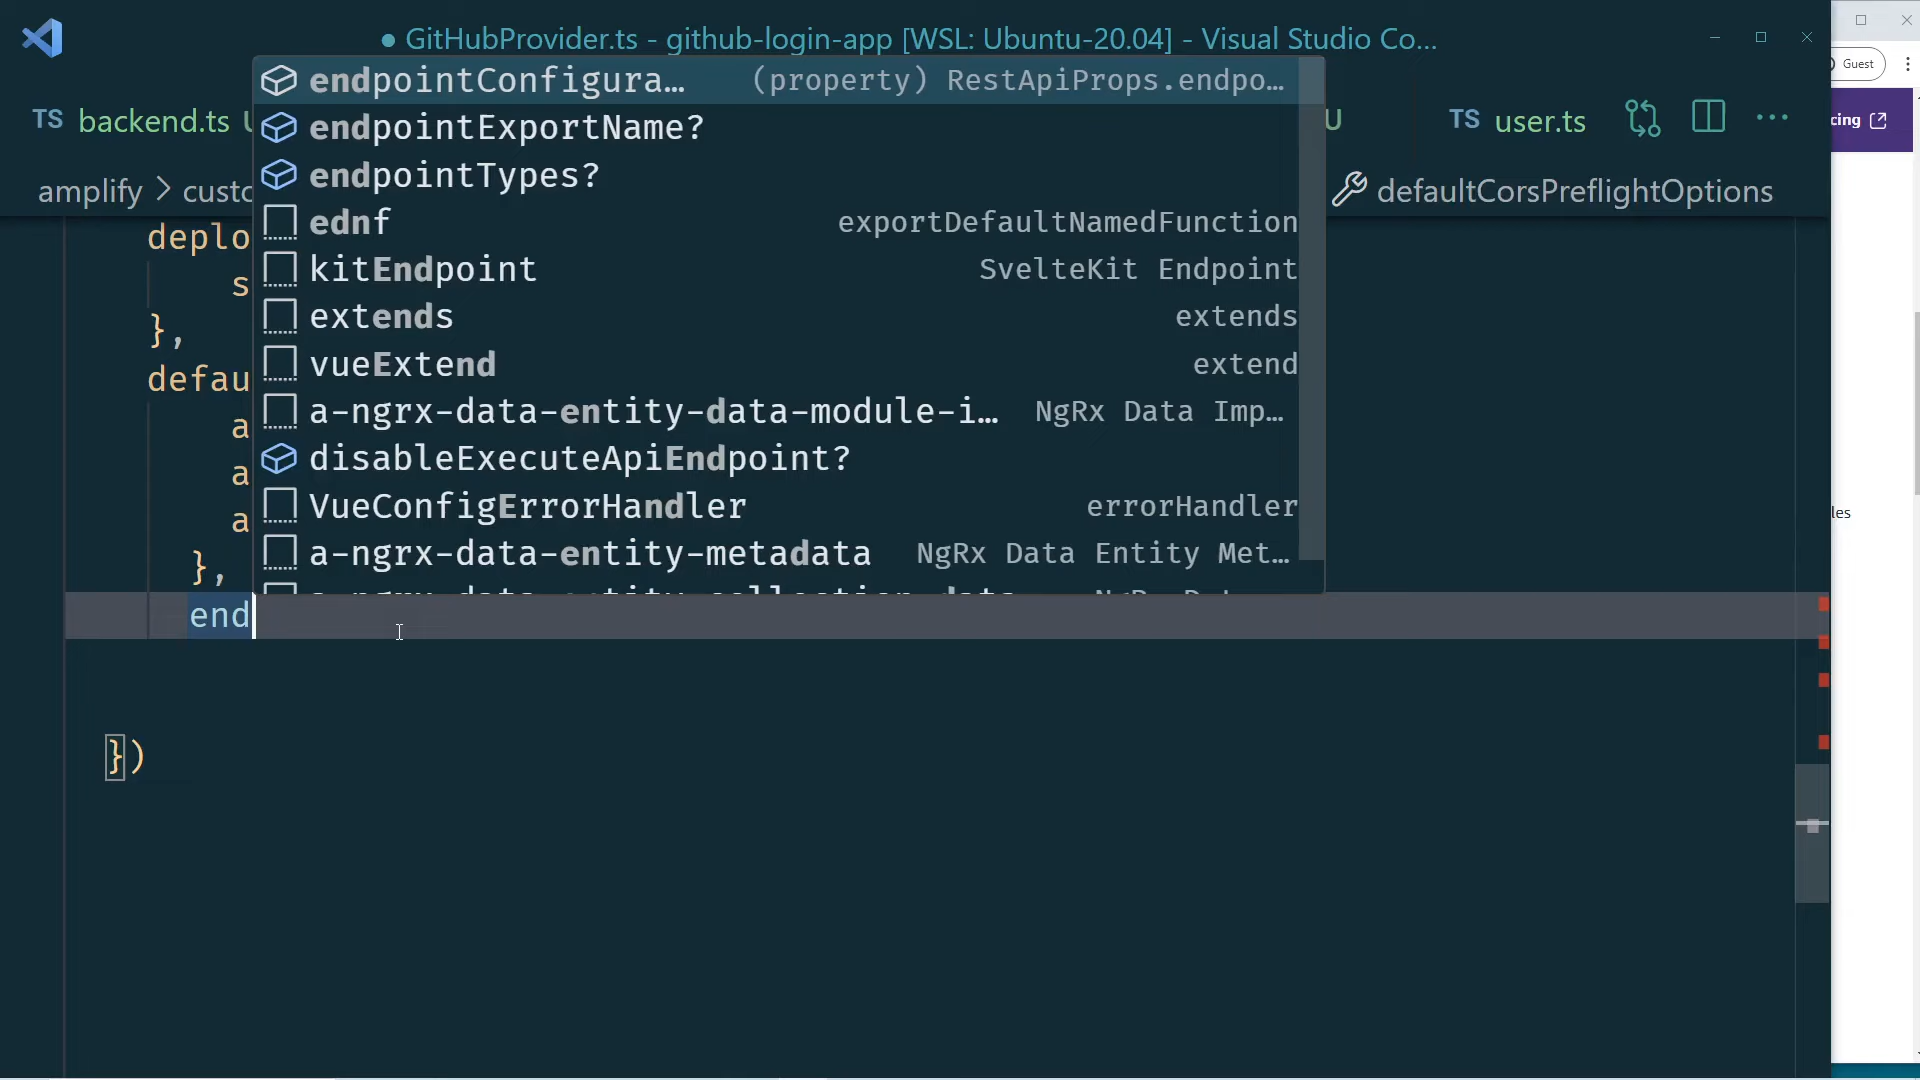 ● GitHubProvider.ts - github-login-app [WSL: Ubuntu-20.04] - Visual Studio Co...
Guest
TS backend.ts U
U
TS user.ts
cing
amplify > custo
defaultCorsPreflightOptions
endpointConfigura… (property) RestApiProps.endpo…
endpointExportName?
endpointTypes?
ednf exportDefaultNamedFunction
kitEndpoint SvelteKit Endpoint
extends extends
vueExtend extend
a-ngrx-data-entity-data-module-i… NgRx Data Imp…
disableExecuteApiEndpoint?
VueConfigErrorHandler errorHandler
a-ngrx-data-entity-metadata NgRx Data Entity Met…
deplo
s
},
defau
a
a
a
},
end
})
les